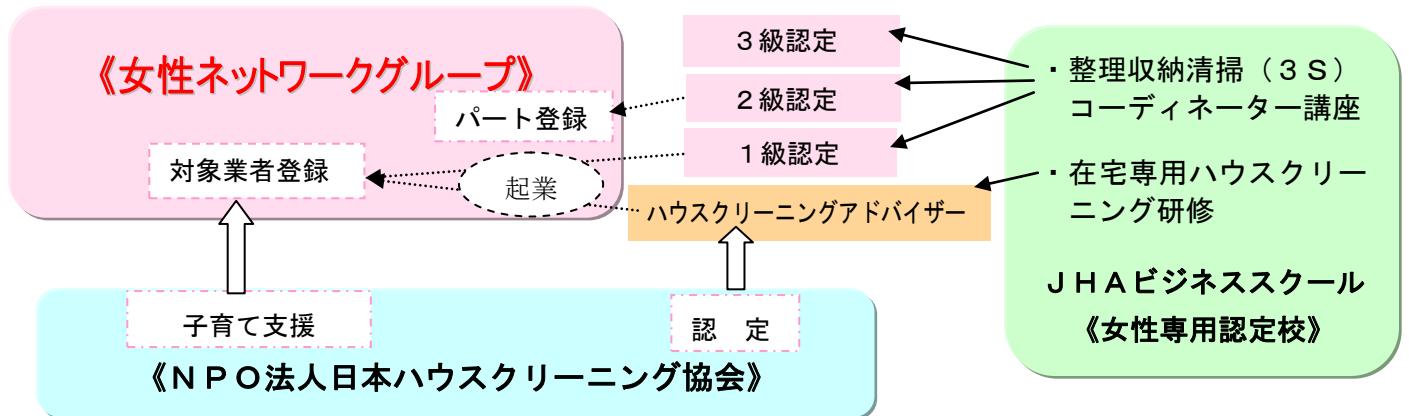 《女性ネットワークグループ》
パート登録
対象業者登録
起業
３級認定
２級認定
１級認定
ハウスクリーニングアドバイザー
・整理収納清掃（３Ｓ）
コーディネーター講座
・在宅専用ハウスクリー
ニング研修
ＪＨＡビジネススクール
《女性専用認定校》
子育て支援
認　定
《ＮＰＯ法人日本ハウスクリーニング協会》